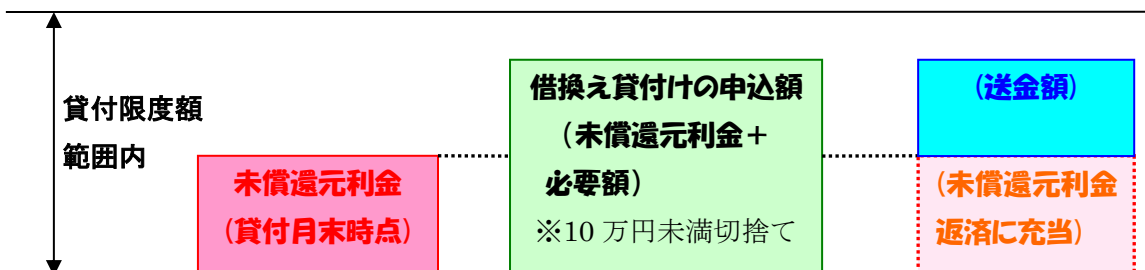 貸付限度額
範囲内
未償還元利金
(貸付月末時点)
借換え貸付けの申込額
(未償還元利金＋
必要額)
※10 万円未満切捨て
(送金額)
(未償還元利金
返済に充当)